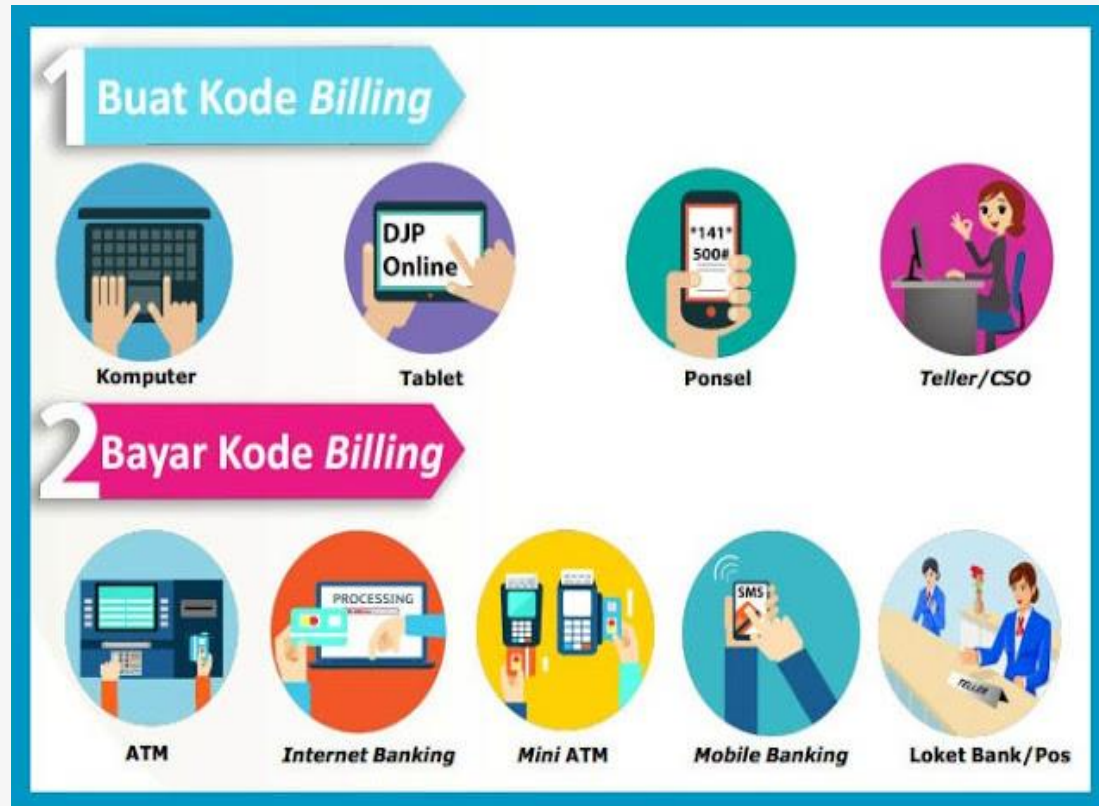 1 Buat Kode Billing
DJP
Online
*141*
500#
Komputer
Tablet
Ponsel
Teller/CSO
2 Bayar Kode Billing
PROCESSING
SMS
TELLER
ATM
Internet Banking
Mini ATM
Mobile Banking
Loket Bank/Pos